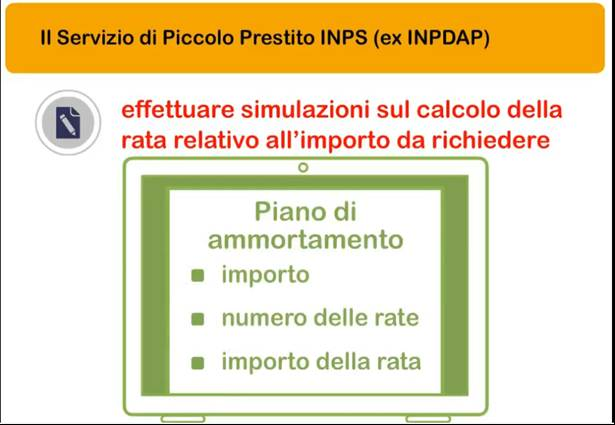 Il Servizio di Piccolo Prestito INPS (ex INPDAP)
effettuare simulazioni sul calcolo della
rata relativo all’importo da richiedere
Piano di
ammortamento
importo
numero delle rate
importo della rata